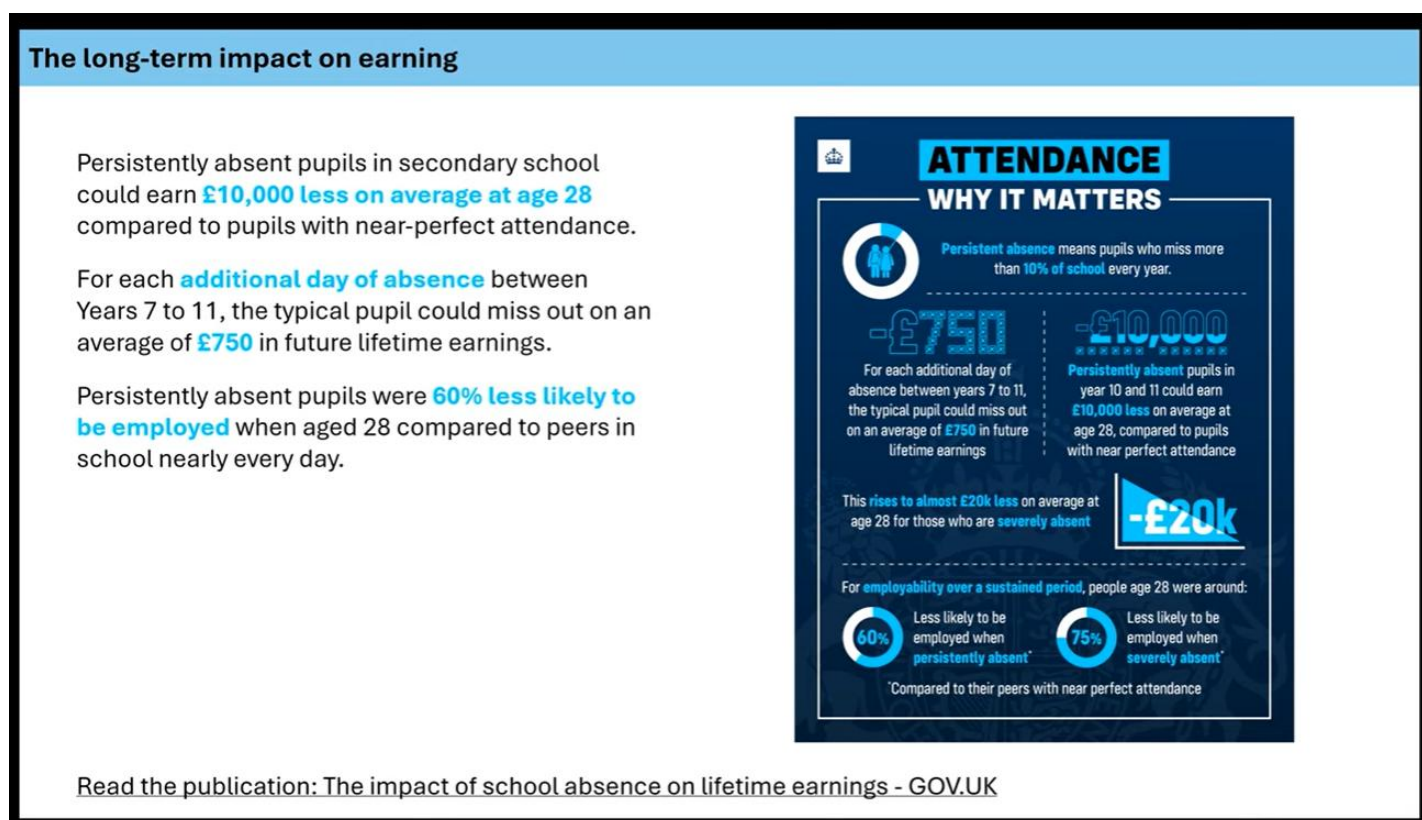 The long-term impact on earning
Persistently absent pupils in secondary school
could earn £10,000 less on average at age 28
compared to pupils with near-perfect attendance.
For each additional day of absence between
Years 7 to 11, the typical pupil could miss out on an
average of £750 in future lifetime earnings.
Persistently absent pupils were 60% less likely to
be employed when aged 28 compared to peers in
school nearly every day.
ATTENDANCE
WHY IT MATTERS
Persistent absence means pupils who miss more
than 10% of school every year.
-£750
For each additional day of
absence between years 7 to 11,
the typical pupil could miss out
on an average of £750 in future
lifetime earnings
-£10,000
Persistently absent pupils in
year 10 and 11 could earn
£10,000 less on average at
age 28, compared to pupils
with near perfect attendance
This rises to almost £20k less on average at
age 28 for those who are severely absent
-£20k
For employability over a sustained period, people age 28 were around:
60%
Less likely to be
employed when
persistently absent*
75%
Less likely to be
employed when
severely absent*
*Compared to their peers with near perfect attendance
Read the publication: The impact of school absence on lifetime earnings - GOV.UK